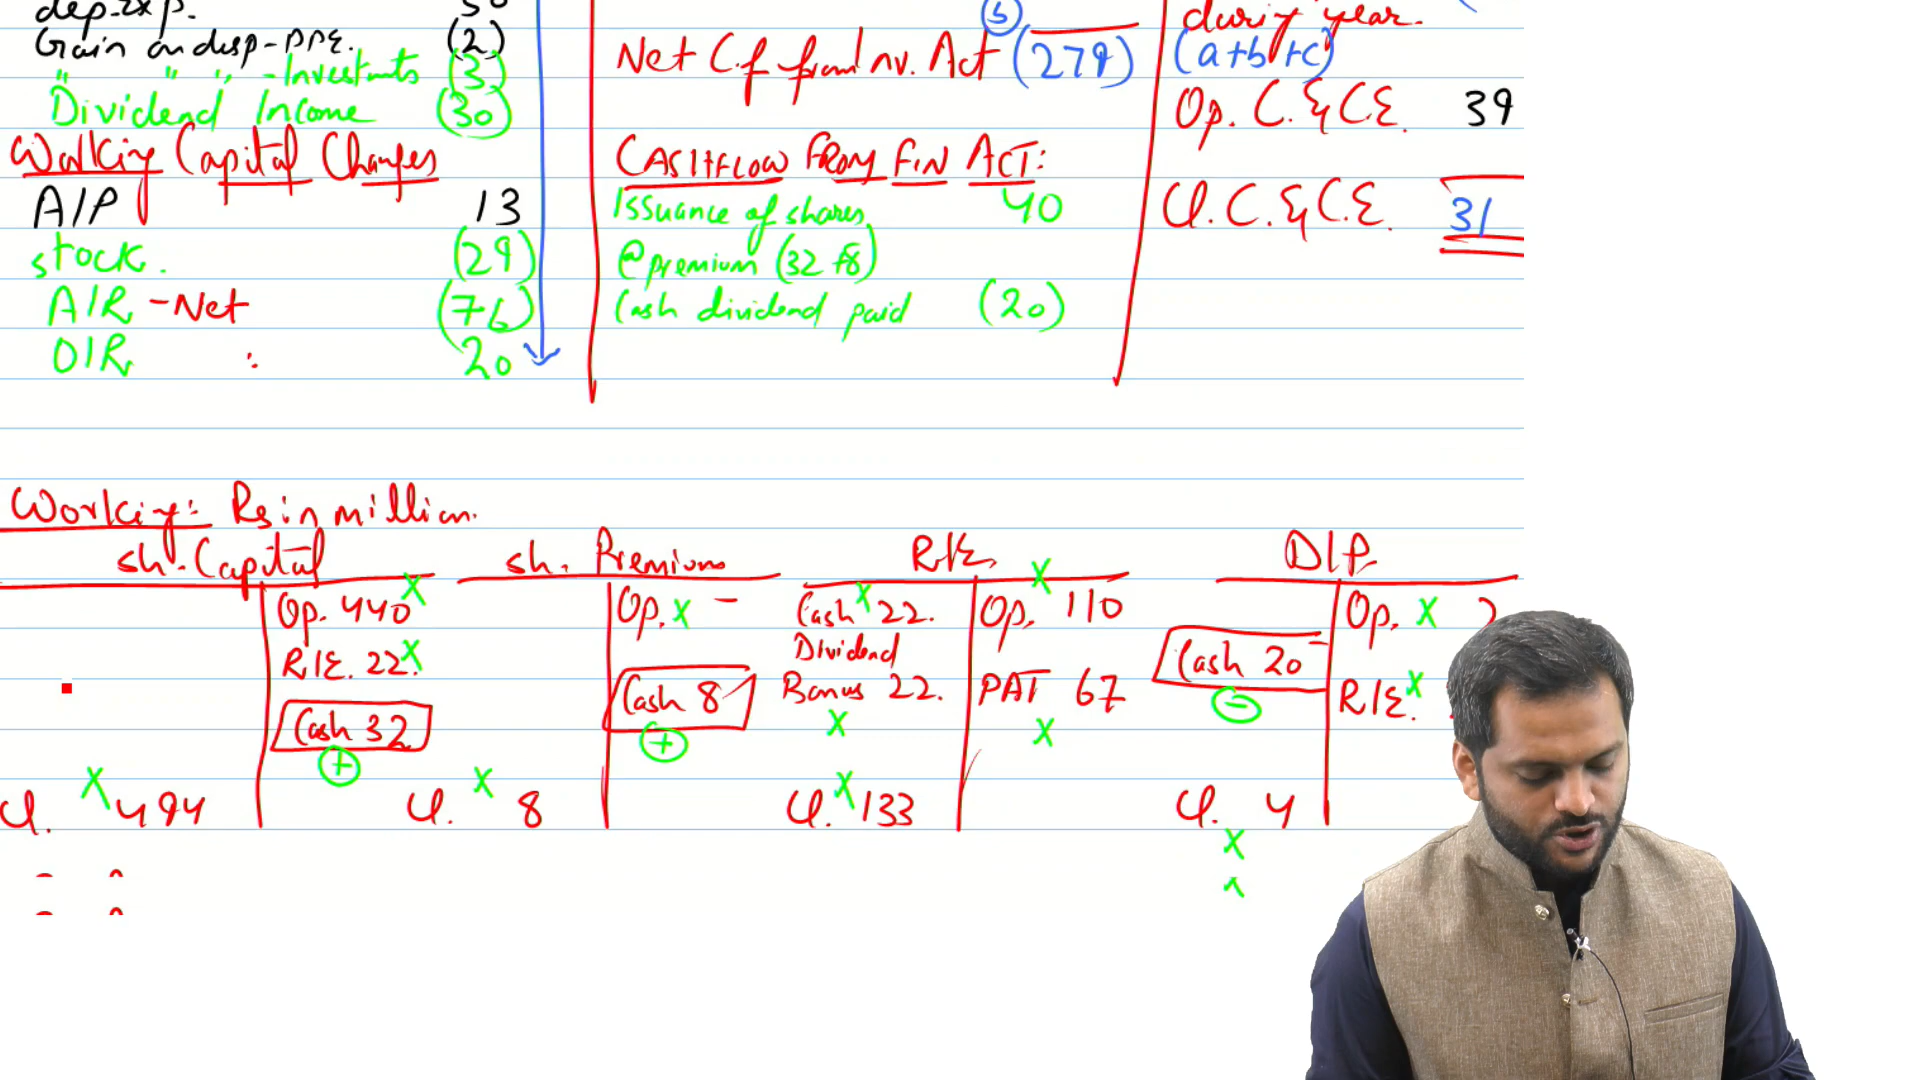 dep. exp. 50
Gain on disp - PPE. (2)
" " " - Investments (3)
Dividend Income (30)
Working Capital Changes
A/P 13
stock. (29)
A/R - Net (76)
O/R 20
Net C.f from Inv. Act (279)
CASHFLOW FROM FIN ACT:
Issuance of shares 40
@ premium (32+8)
Cash dividend paid (20)
during year.
(a+b+c)
Op. C. & C.E. 39
Cl. C. & C.E. 31
Working: Rs in million.
sh. Capital
Op. 440 X
R/E. 22 X
Cash 32
+
Cl. X 494
sh. Premium
Op. X -
Cash 8
+
Cl. X 8
R/E X
Cash X 22. Op. 110
Dividend
Bonus 22. PAT 67
X X
Cl. X 133
D/P.
Op. X 2
Cash 20
R/E. X
-
Cl. 4
X